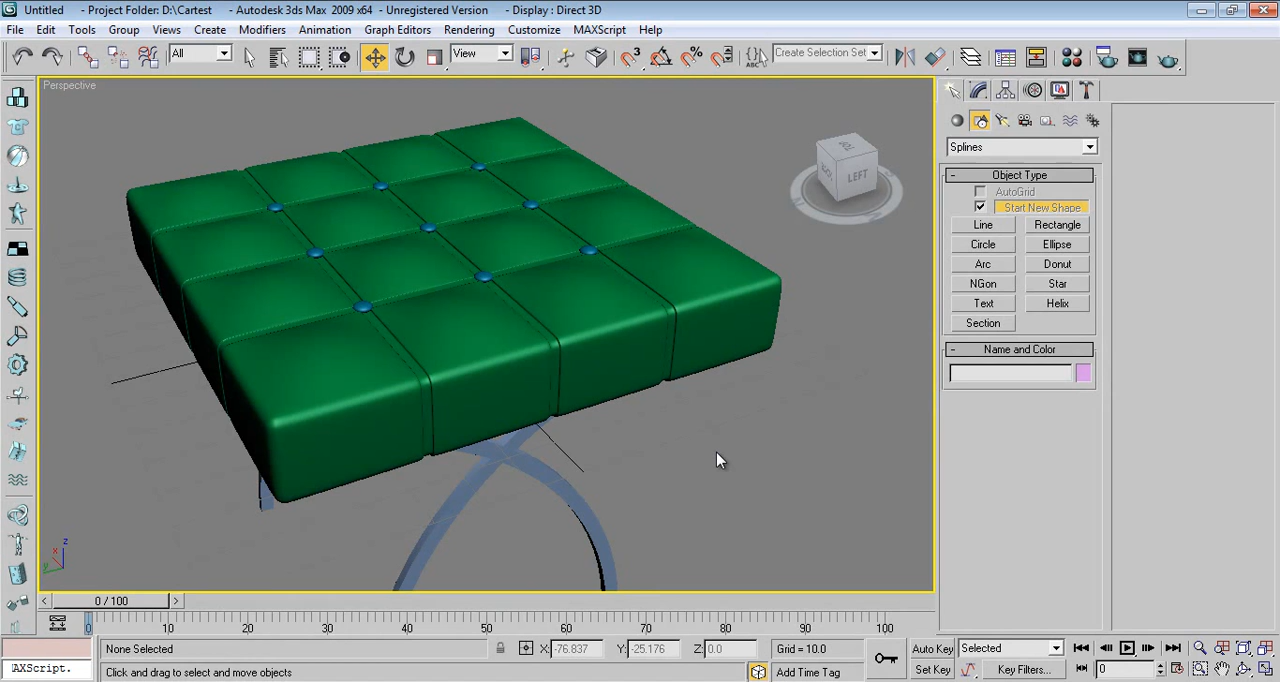 Untitled - Project Folder: D:\Cartest - Autodesk 3ds Max 2009 x64 - Unregistered Version - Display : Direct 3D
File Edit Tools Group Views Create Modifiers Animation Graph Editors Rendering Customize MAXScript Help
All View 3 % ABC Create Selection Set
Perspective
TOP LEFT
Splines
- Object Type
AutoGrid
Start New Shape
Line Rectangle
Circle Ellipse
Arc Donut
NGon Star
Text Helix
Section
- Name and Color
z x y
< 0 / 100 >
0 10 20 30 40 50 60 70 80 90 100
None Selected X: -76.837 Y: -25.176 Z: 0.0 Grid = 10.0 Auto Key Selected
AXScript. Click and drag to select and move objects Add Time Tag Set Key Key Filters... 0